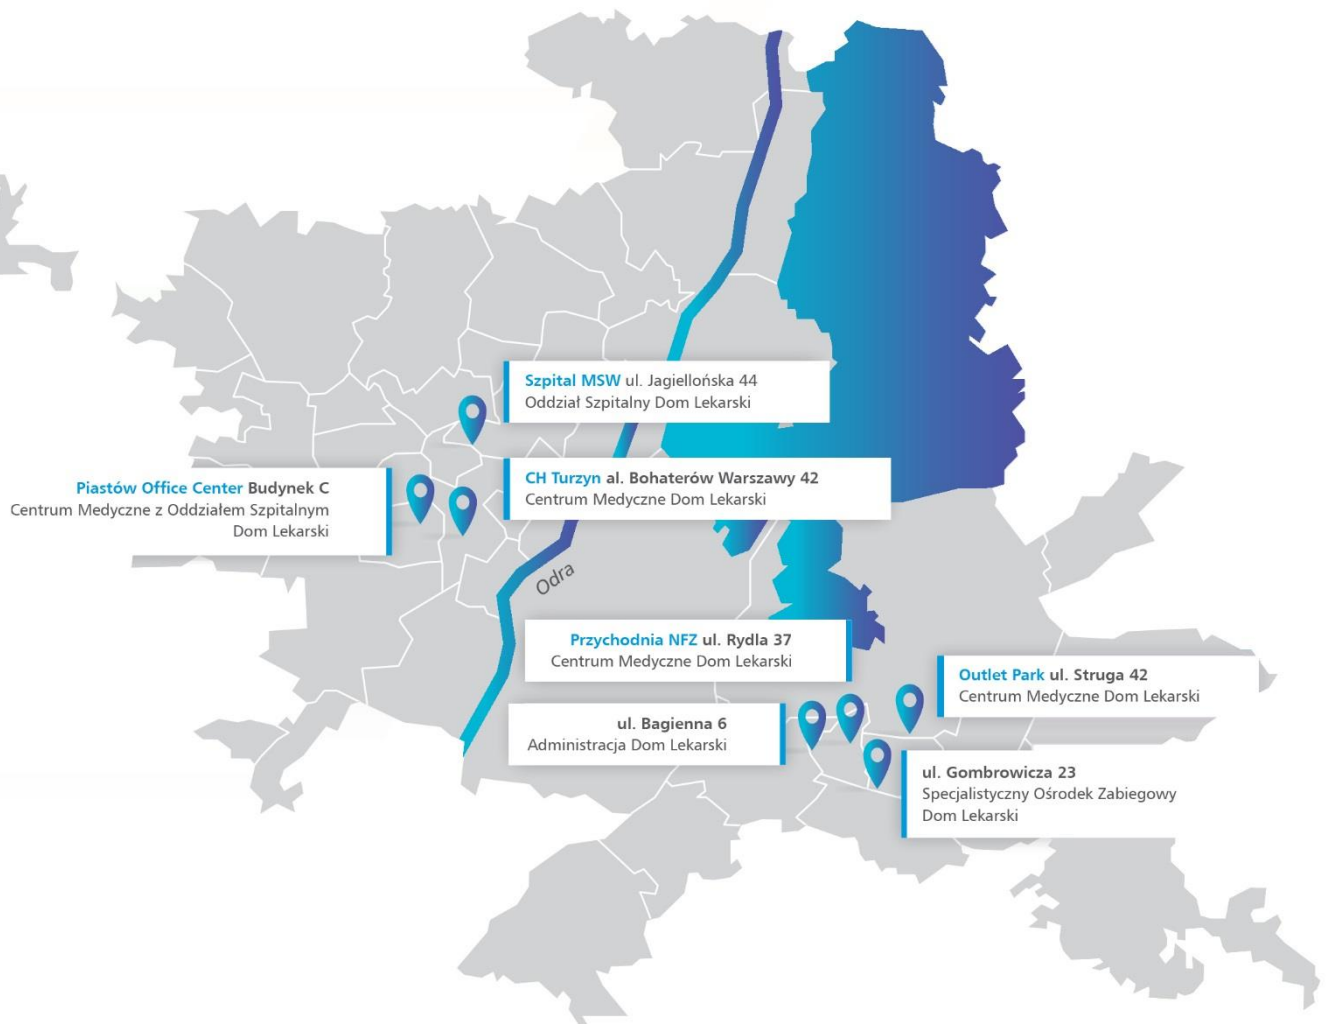 Szpital MSW ul. Jagiellońska 44
Oddział Szpitalny Dom Lekarski
CH Turzyn al. Bohaterów Warszawy 42
Centrum Medyczne Dom Lekarski
Piastów Office Center Budynek C
Centrum Medyczne z Oddziałem Szpitalnym
Dom Lekarski
Odra
Przychodnia NFZ ul. Rydla 37
Centrum Medyczne Dom Lekarski
Outlet Park ul. Struga 42
Centrum Medyczne Dom Lekarski
ul. Bagienna 6
Administracja Dom Lekarski
ul. Gombrowicza 23
Specjalistyczny Ośrodek Zabiegowy
Dom Lekarski